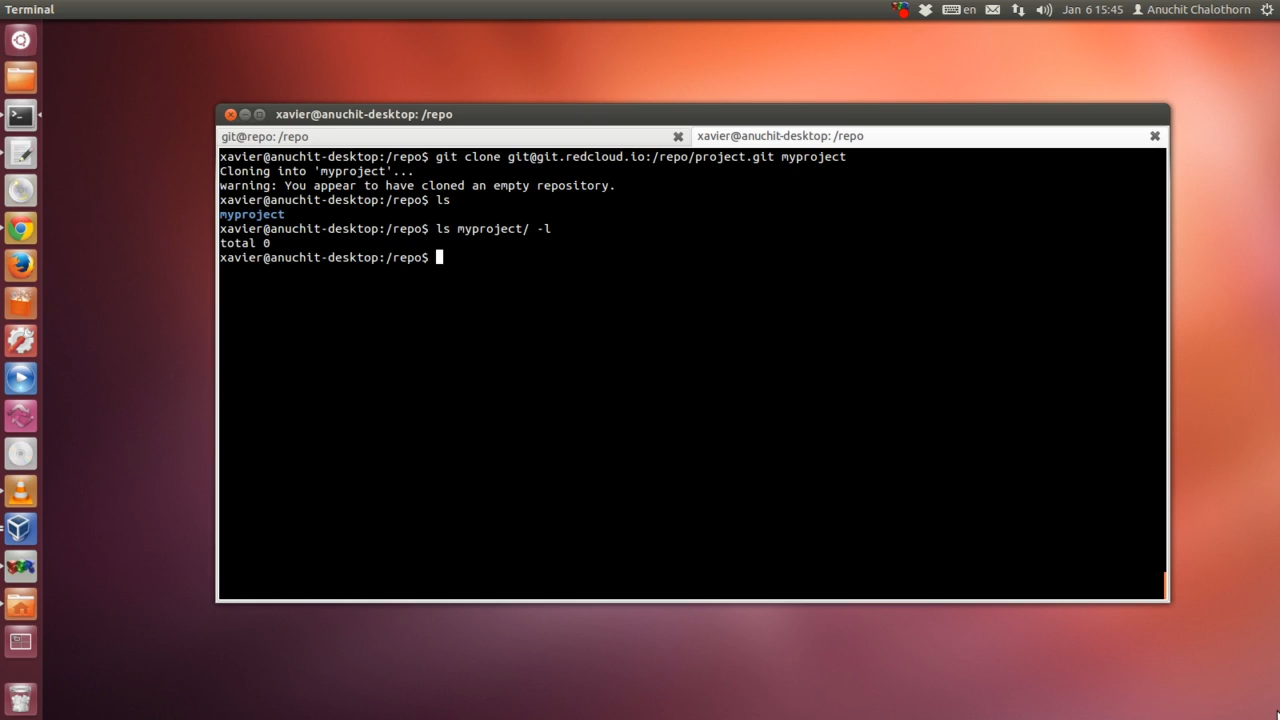 Terminal
en
Jan 6 15:45
Anuchit Chalothorn
xavier@anuchit-desktop: /repo
git@repo: /repo
xavier@anuchit-desktop: /repo
xavier@anuchit-desktop:/repo$ git clone git@git.redcloud.io:/repo/project.git myproject
Cloning into 'myproject'...
warning: You appear to have cloned an empty repository.
xavier@anuchit-desktop:/repo$ ls
myproject
xavier@anuchit-desktop:/repo$ ls myproject/ -l
total 0
xavier@anuchit-desktop:/repo$